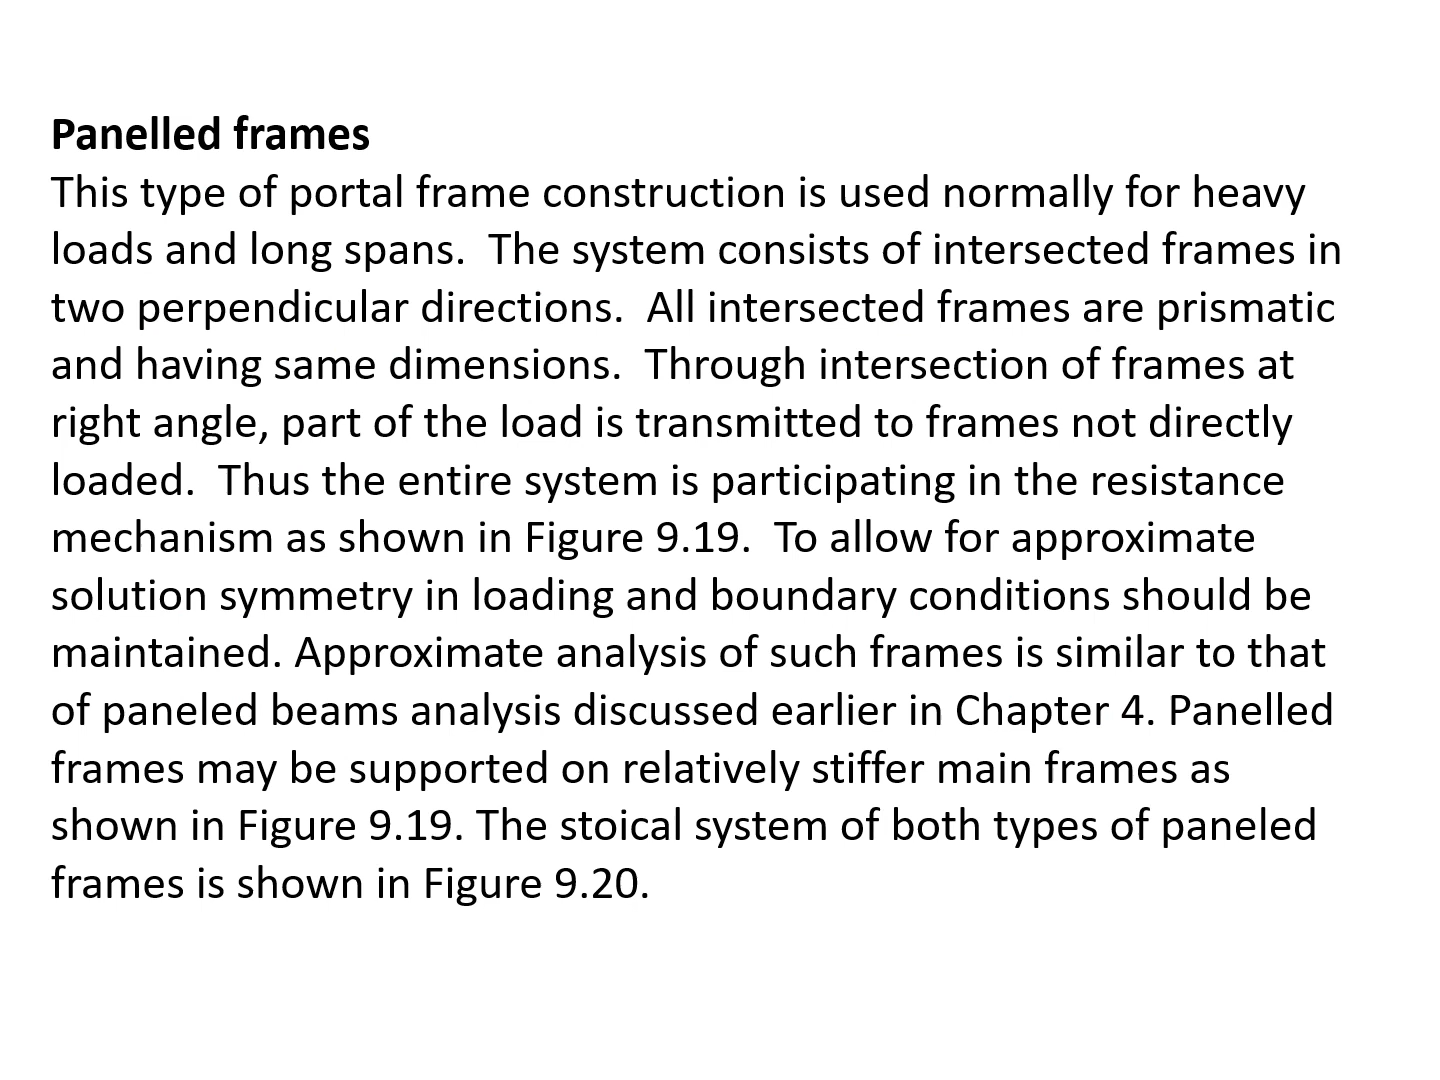 Panelled frames
This type of portal frame construction is used normally for heavy
loads and long spans.  The system consists of intersected frames in
two perpendicular directions.  All intersected frames are prismatic
and having same dimensions.  Through intersection of frames at
right angle, part of the load is transmitted to frames not directly
loaded.  Thus the entire system is participating in the resistance
mechanism as shown in Figure 9.19.  To allow for approximate
solution symmetry in loading and boundary conditions should be
maintained. Approximate analysis of such frames is similar to that
of paneled beams analysis discussed earlier in Chapter 4. Panelled
frames may be supported on relatively stiffer main frames as
shown in Figure 9.19. The stoical system of both types of paneled
frames is shown in Figure 9.20.